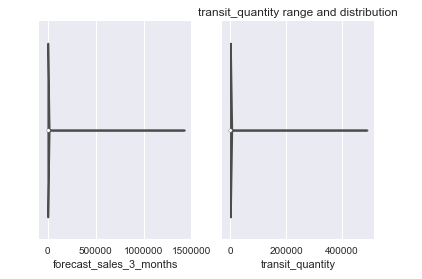 transit_quantity range and distribution
0 500000 1000000 1500000
0 200000 400000
forecast_sales_3_months
transit_quantity